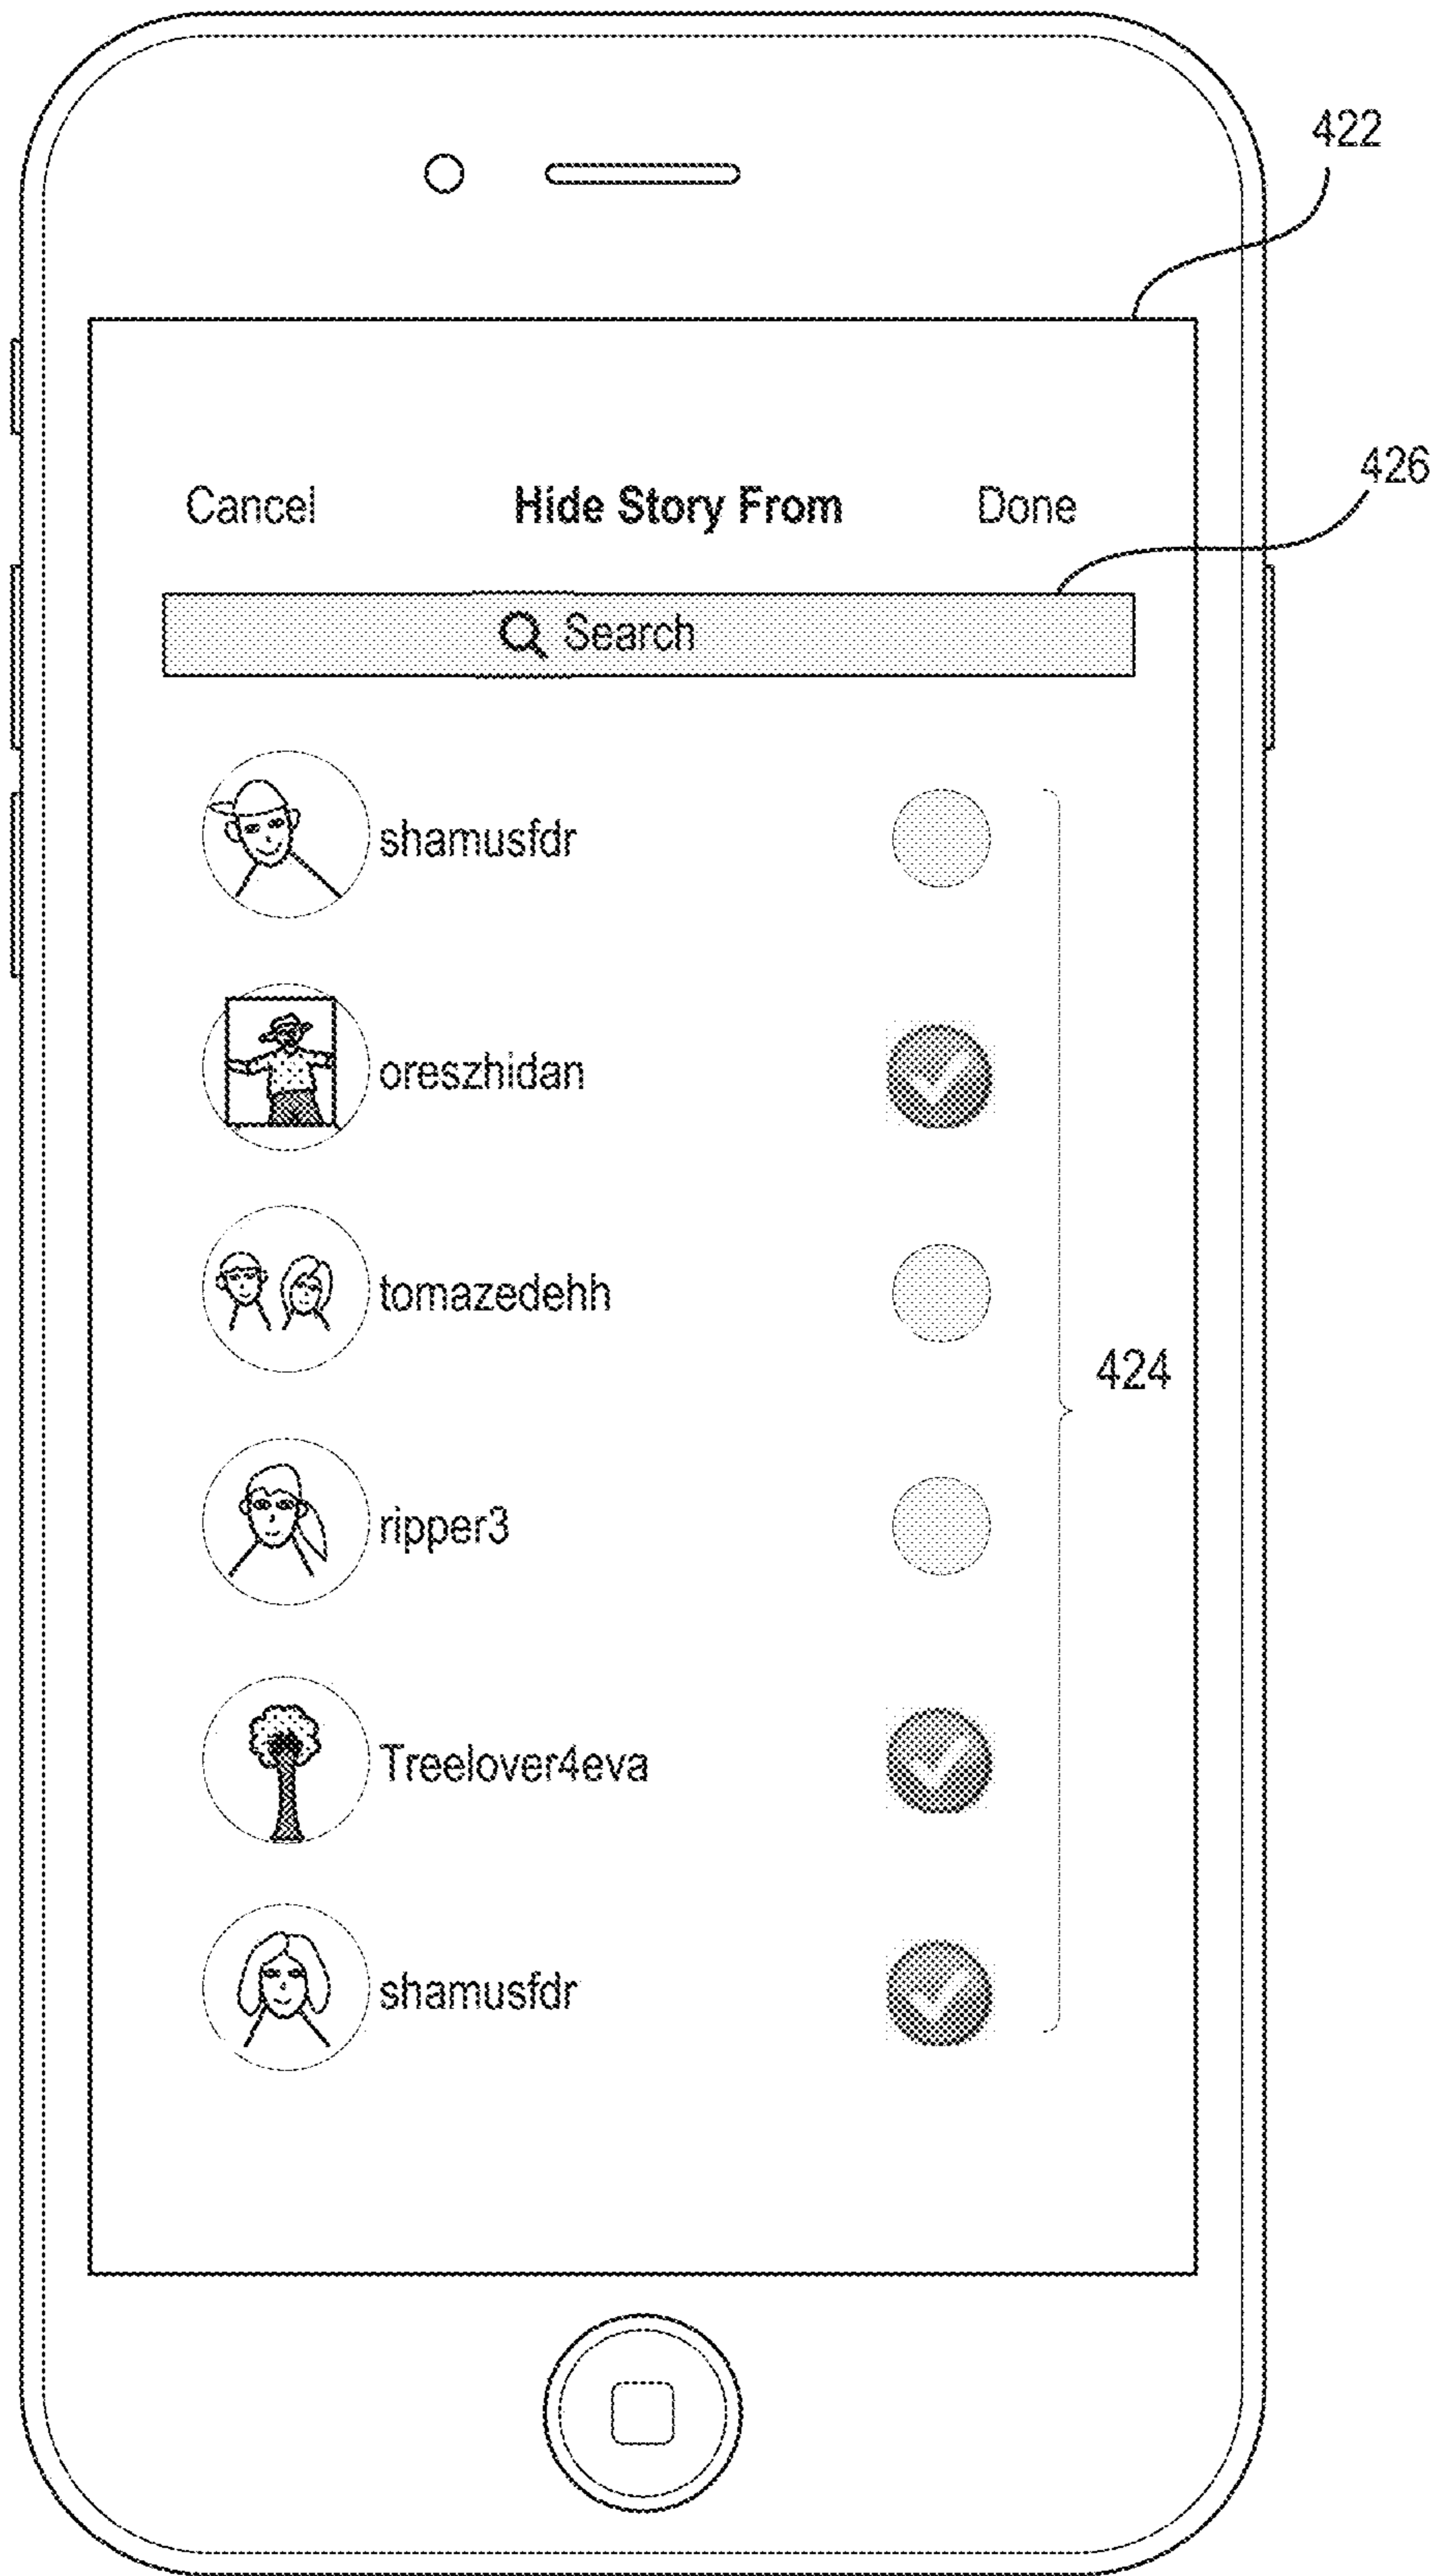 422
Cancel Hide Story From Done
426
Search
shamusfdr
oreszhidan
tomazedehh
424
ripper3
Treelover4eva
shamusfdr